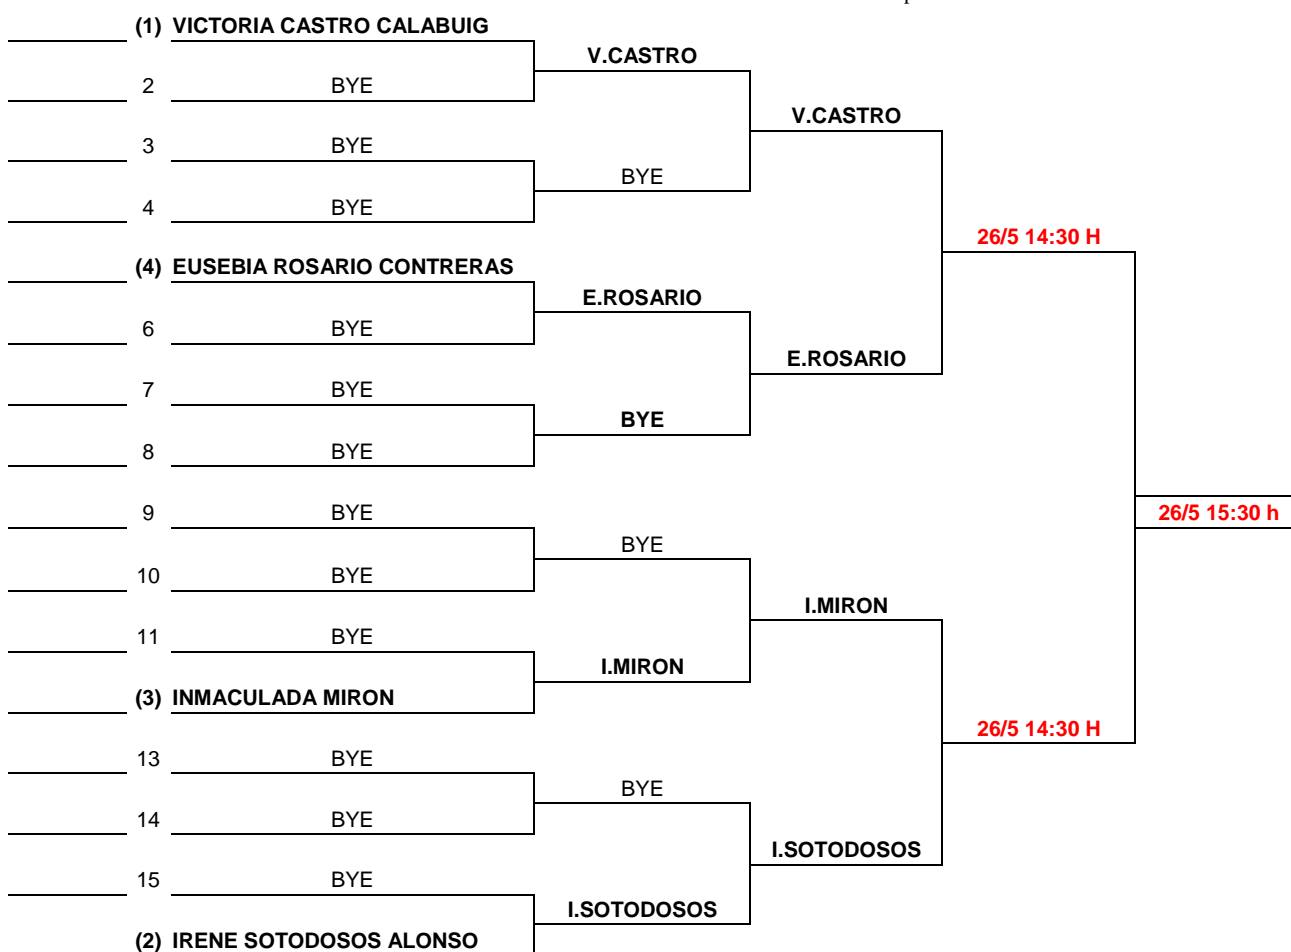 (1) VICTORIA CASTRO CALABUIG
V.CASTRO
2 BYE
V.CASTRO
3 BYE
BYE
4 BYE
26/5 14:30 H
(4) EUSEBIA ROSARIO CONTRERAS
E.ROSARIO
6 BYE
E.ROSARIO
7 BYE
BYE
8 BYE
9 BYE
26/5 15:30 h
BYE
10 BYE
I.MIRON
11 BYE
I.MIRON
(3) INMACULADA MIRON
26/5 14:30 H
13 BYE
BYE
14 BYE
I.SOTODOSOS
15 BYE
I.SOTODOSOS
(2) IRENE SOTODOSOS ALONSO